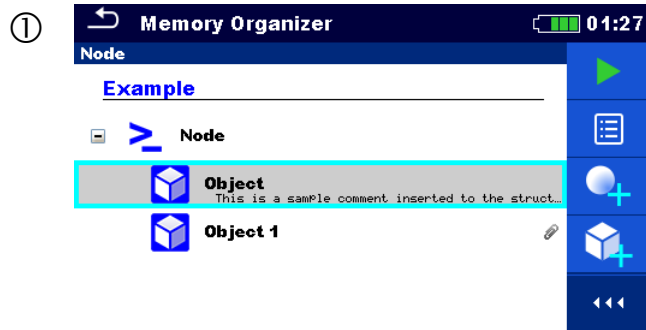 ①
Memory Organizer 01:27
Node
Example
Node
Object
This is a sample comment inserted to the struct...
Object 1